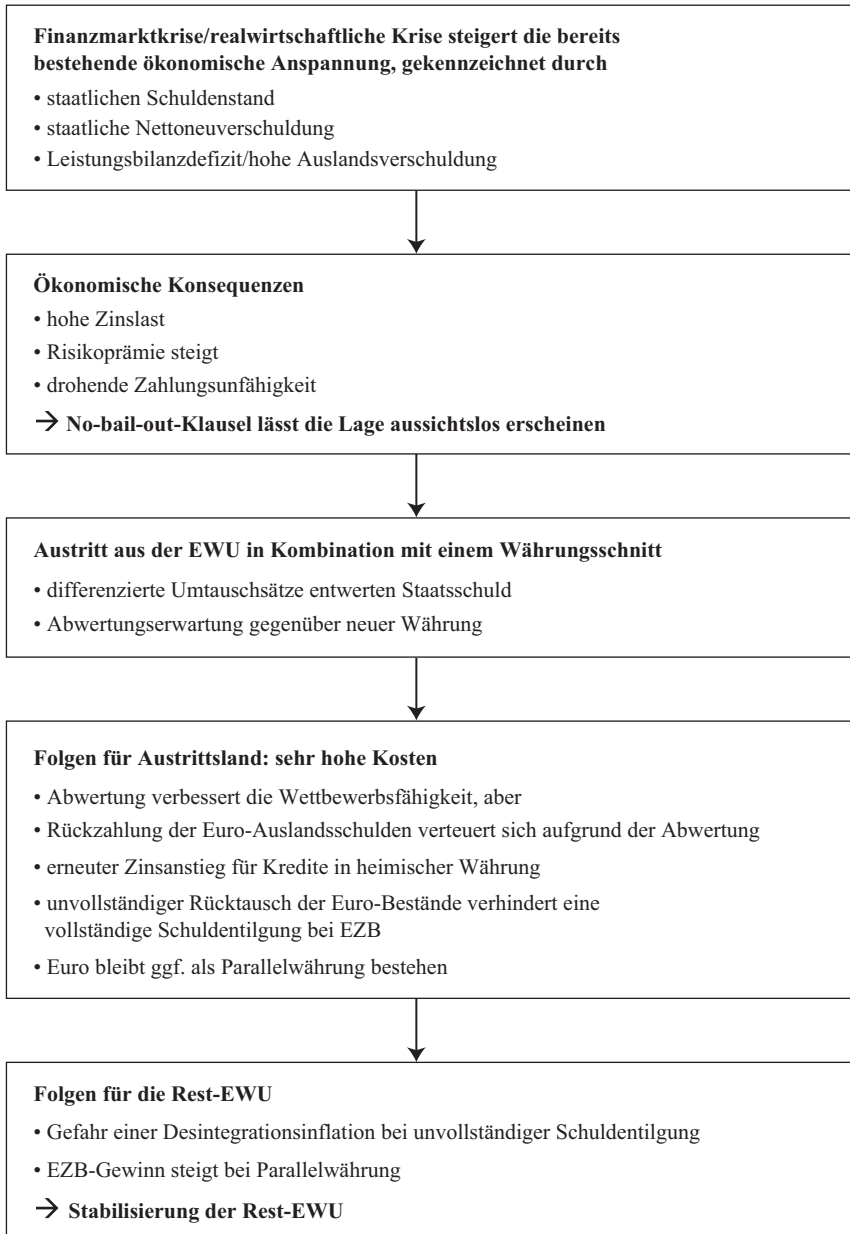 Finanzmarktkrise/realwirtschaftliche Krise steigert die bereits
bestehende ökonomische Anspannung, gekennzeichnet durch
• staatlichen Schuldenstand
• staatliche Nettoneuverschuldung
• Leistungsbilanzdefizit/hohe Auslandsverschuldung
Ökonomische Konsequenzen
• hohe Zinslast
• Risikoprämie steigt
• drohende Zahlungsunfähigkeit
→ No-bail-out-Klausel lässt die Lage aussichtslos erscheinen
Austritt aus der EWU in Kombination mit einem Währungsschnitt
• differenzierte Umtauschsätze entwerten Staatsschuld
• Abwertungserwartung gegenüber neuer Währung
Folgen für Austrittsland: sehr hohe Kosten
• Abwertung verbessert die Wettbewerbsfähigkeit, aber
• Rückzahlung der Euro-Auslandsschulden verteuert sich aufgrund der Abwertung
• erneuter Zinsanstieg für Kredite in heimischer Währung
• unvollständiger Rücktausch der Euro-Bestände verhindert eine
vollständige Schuldentilgung bei EZB
• Euro bleibt ggf. als Parallelwährung bestehen
Folgen für die Rest-EWU
• Gefahr einer Desintegrationsinflation bei unvollständiger Schuldentilgung
• EZB-Gewinn steigt bei Parallelwährung
→ Stabilisierung der Rest-EWU